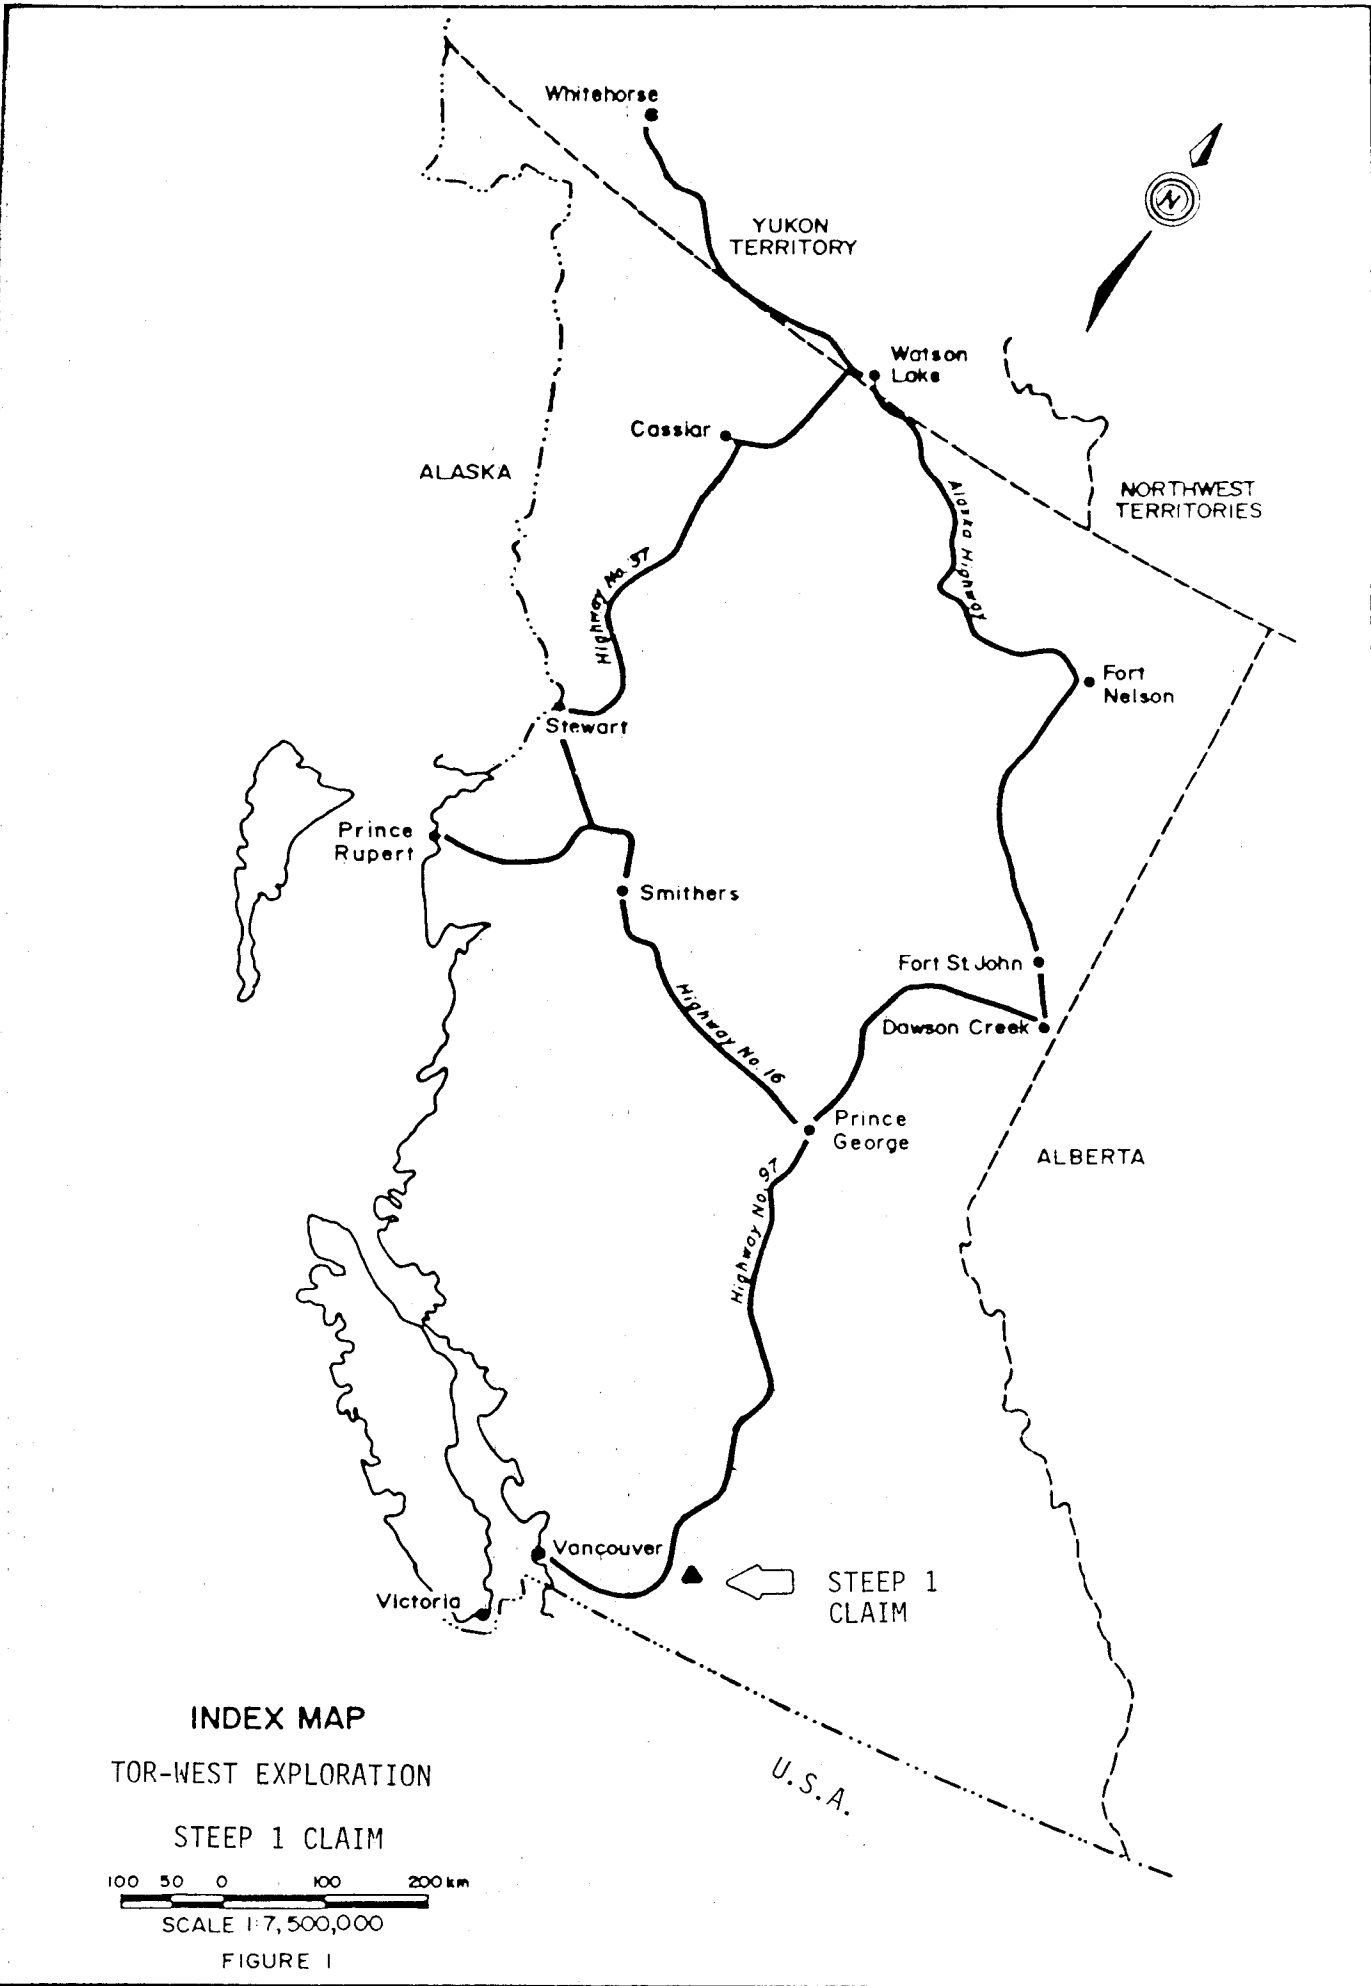 Whitehorse
N
YUKON
TERRITORY
Watson
Lake
Cassiar
ALASKA
Alaska Highway
NORTHWEST
TERRITORIES
Highway No. 37
Fort
Nelson
Stewart
Prince
Rupert
Smithers
Fort St. John
Highway No. 16
Dawson Creek
Prince
George
ALBERTA
Highway No. 97
Vancouver
STEEP 1
CLAIM
Victoria
U.S.A.
INDEX MAP
TOR-WEST EXPLORATION
STEEP 1 CLAIM
100 50 0 100 200 km
SCALE 1:7,500,000
FIGURE 1